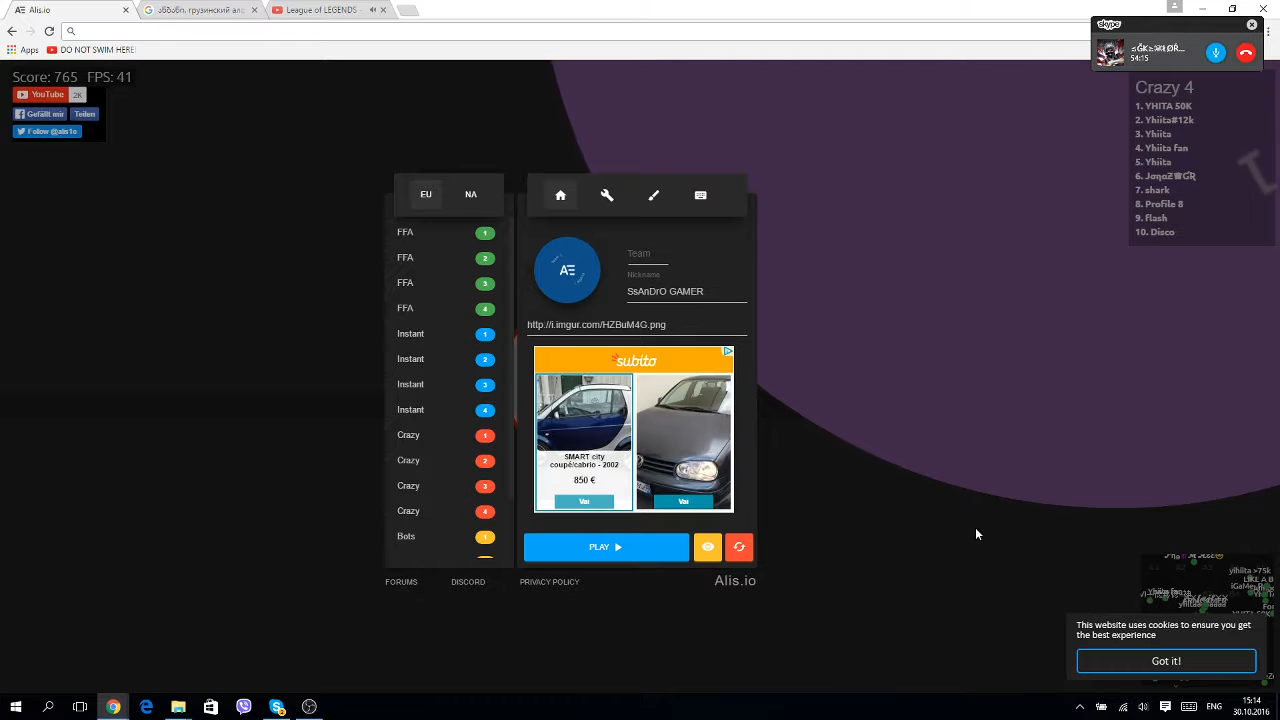 Alis.io
ანბანი, грузинский алф
League of LEGENDS -
Apps
DO NOT SWIM HERE!
skype
54:15
Score: 765 FPS: 41
YouTube 2K
Gefällt mir Teilen
Follow @alis1o
Crazy 4
1. YHITA 50K
2. Yhiita#12k
3. Yhiita
4. Yhiita fan
5. Yhiita
7. shark
8. Profile 8
9. flash
10. Disco
EU NA
FFA 1
FFA 2
FFA 3
FFA 4
Instant 1
Instant 2
Instant 3
Instant 4
Crazy 1
Crazy 2
Crazy 3
Crazy 4
Bots 1
Team
Nickname
SsAnDrO GAMER
http://i.imgur.com/HZBuM4G.png
subito
SMART city
coupé/cabrio - 2002
850 €
Vai
Vai
PLAY
FORUMS DISCORD PRIVACY POLICY Alis.io
This website uses cookies to ensure you get
the best experience
Got it!
ENG
15:14
30.10.2016